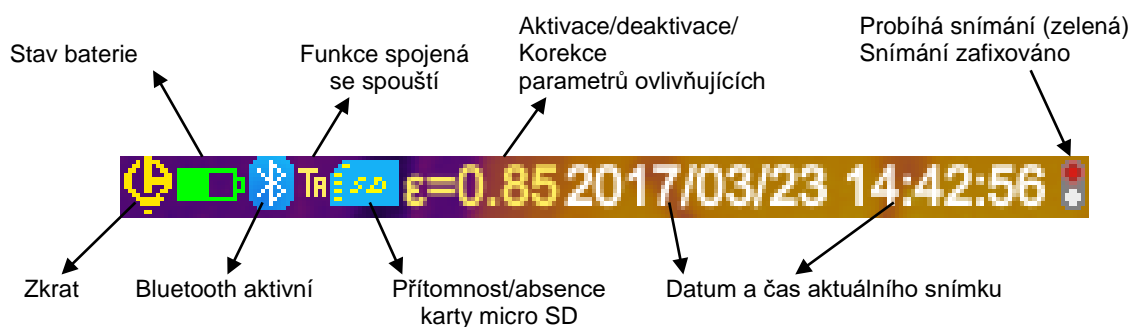 Aktivace/deaktivace/
Korekce
parametrů ovlivňujících
Probíhá snímání (zelená)
Snímání zafixováno
Stav baterie
Funkce spojená
se spouští
TA SD ε=0.85 2017/03/23 14:42:56
Zkrat
Bluetooth aktivní
Přítomnost/absence
karty micro SD
Datum a čas aktuálního snímku